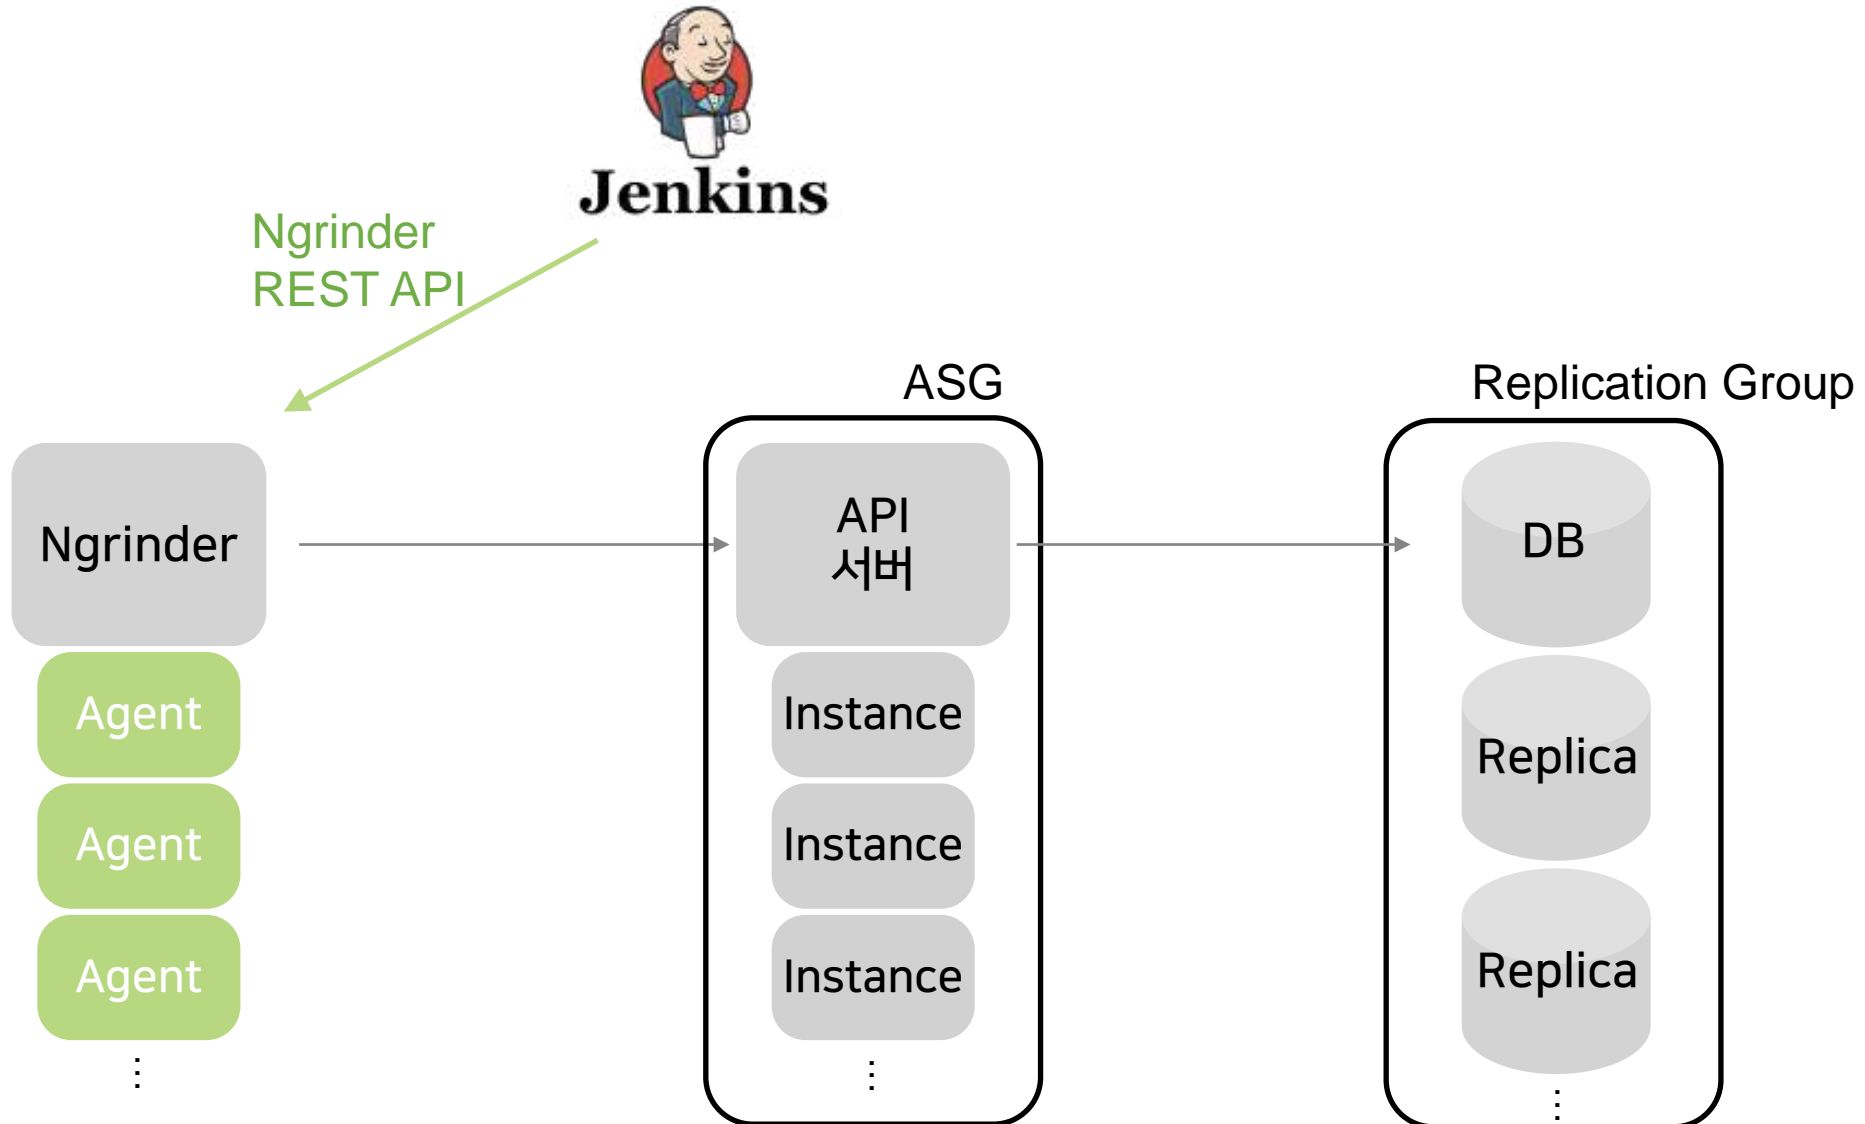 Jenkins
Ngrinder
REST API
ASG
Replication Group
Ngrinder
API
서버
DB
Agent
Instance
Replica
Agent
Instance
Agent
Instance
Replica